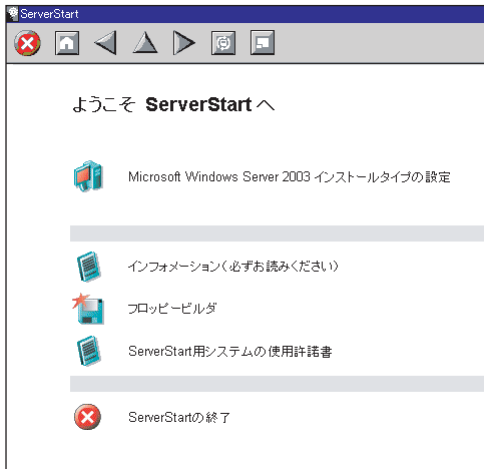 ServerStart
ようこそ ServerStart へ
Microsoft Windows Server 2003 インストールタイプの設定
インフォメーション(必ずお読みください)
フロッピービルダ
ServerStart用システムの使用許諾書
ServerStartの終了